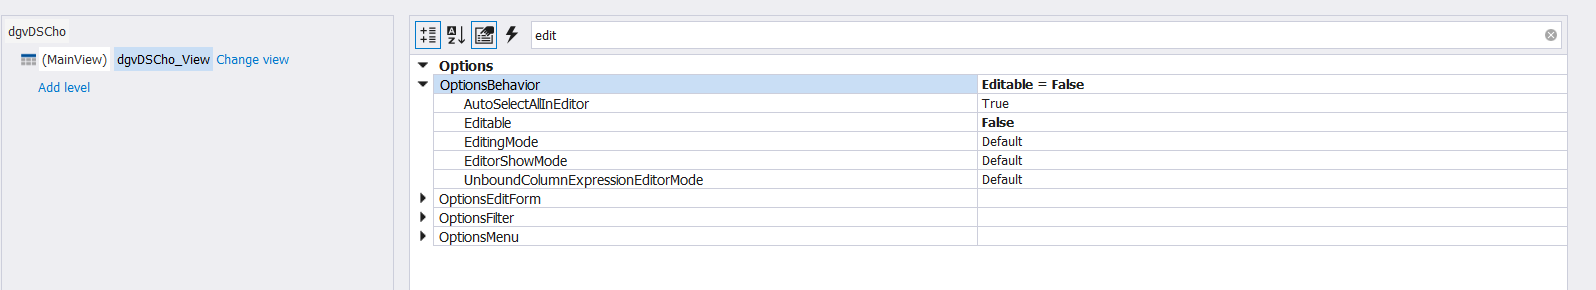 dgvDSCho
(MainView) dgvDSCho_View Change view
Add level
edit
Options
OptionsBehavior Editable = False
AutoSelectAllInEditor True
Editable False
EditingMode Default
EditorShowMode Default
UnboundColumnExpressionEditorMode Default
OptionsEditForm
OptionsFilter
OptionsMenu